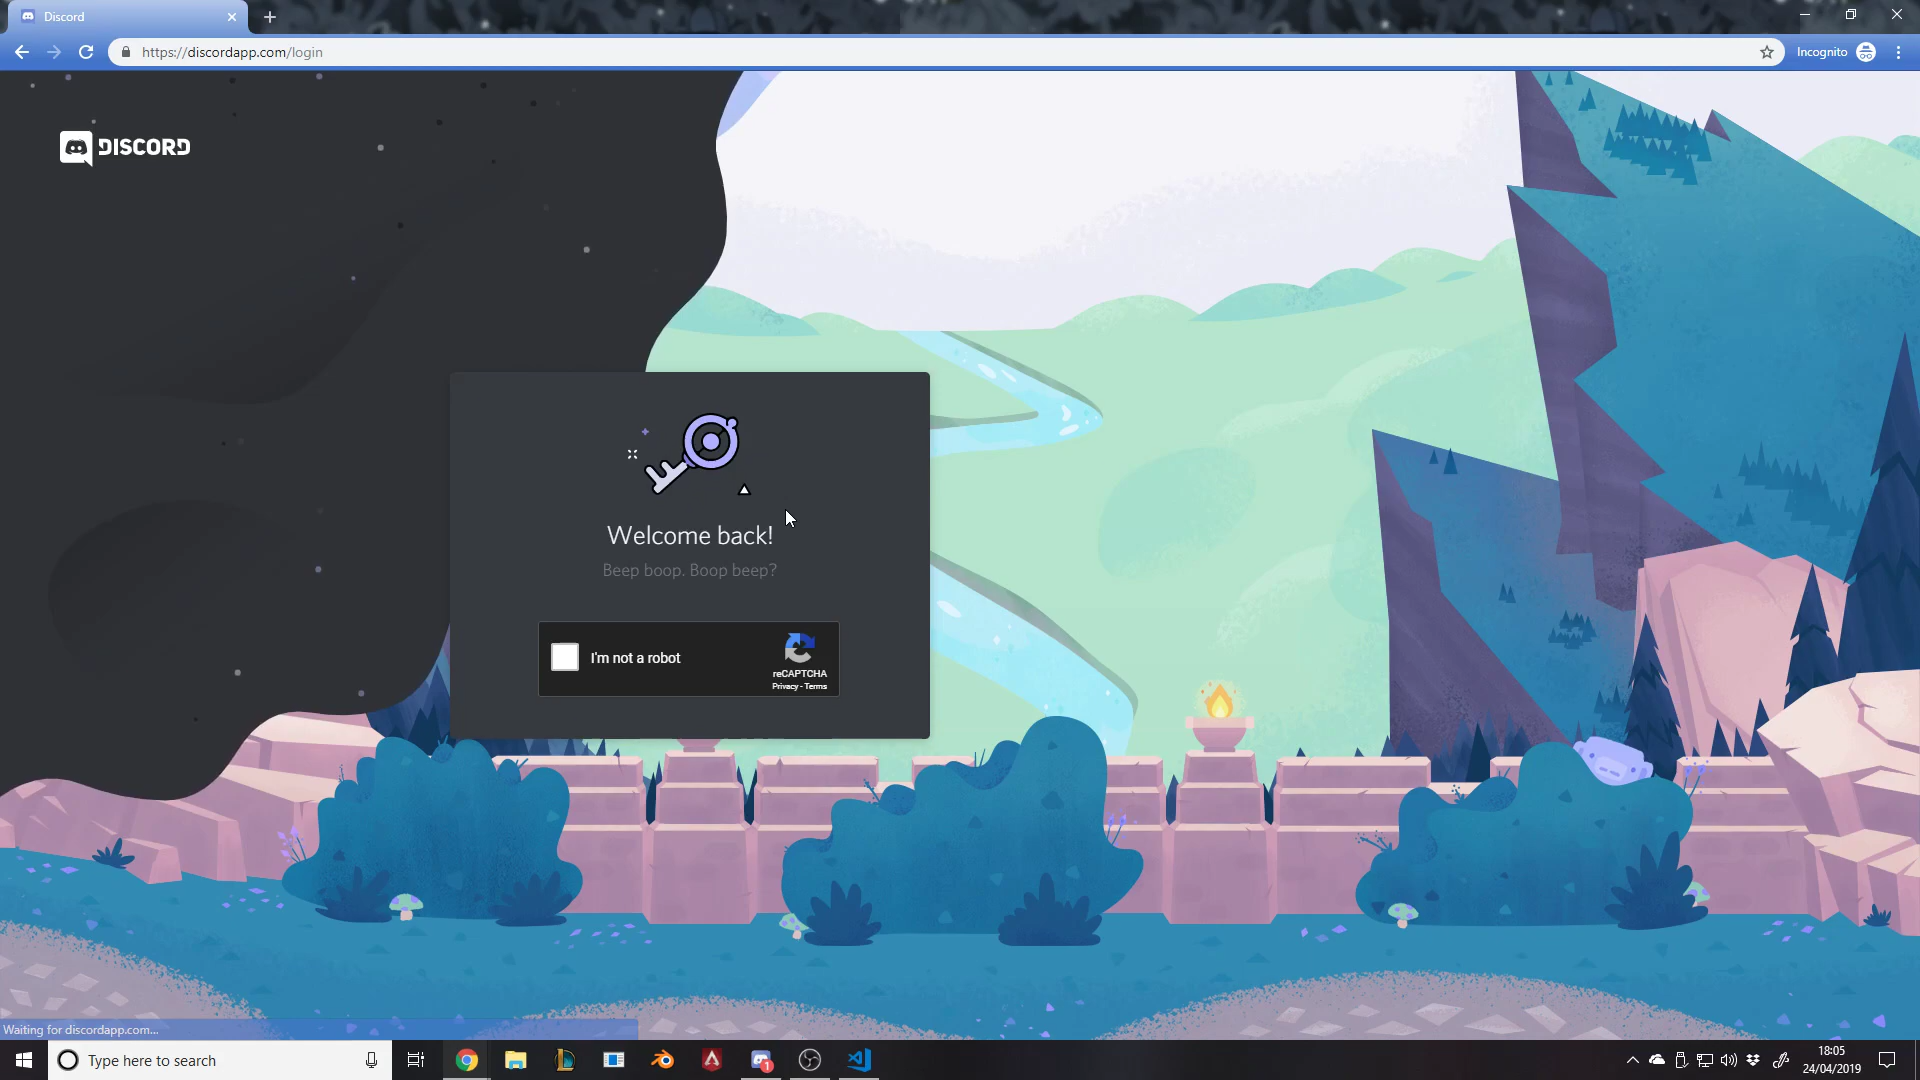 Discord
https://discordapp.com/login
Incognito
DISCORD
Welcome back!
Beep boop. Boop beep?
I'm not a robot
reCAPTCHA
Privacy - Terms
Waiting for discordapp.com...
Type here to search
1
18:05
24/04/2019